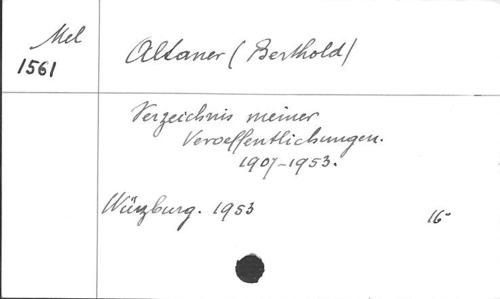 Mel
1561
Altaner (Berthold)
Verzeichnis meiner
Veroeffentlichungen.
1907-1953.
Würzburg. 1953
16°